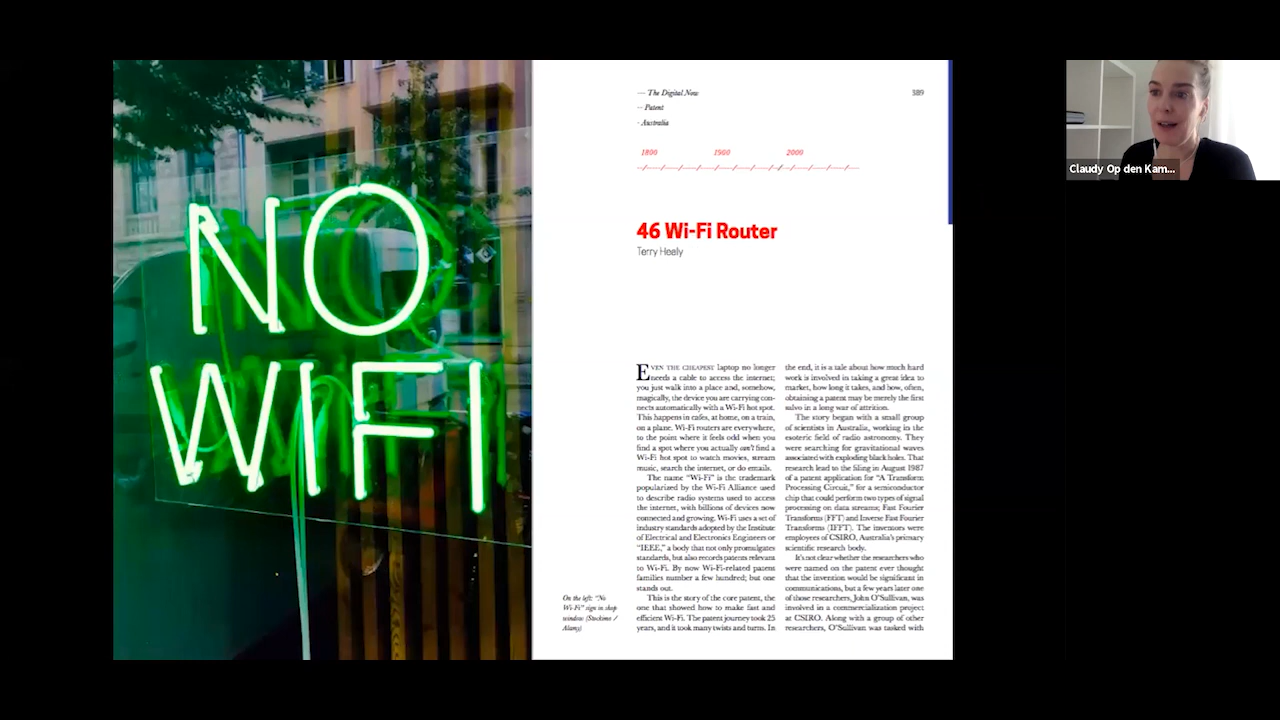 NO
WIFI
— The Digital Now
— Patent
- Australia
389
1800 1900 2000
46 Wi-Fi Router
Terry Healy
EVEN THE CHEAPEST laptop no longer
needs a cable to access the internet;
you just walk into a place and, somehow,
magically, the device you are carrying con-
nects automatically with a Wi-Fi hot spot.
This happens in cafes, at home, on a train,
on a plane. Wi-Fi routers are everywhere,
to the point where it feels odd when you
find a spot where you actually can't find a
Wi-Fi hot spot to watch movies, stream
music, search the internet, or do emails.
The name “Wi-Fi” is the trademark
popularized by the Wi-Fi Alliance used
to describe radio systems used to access
the internet, with billions of devices now
connected and growing. Wi-Fi uses a set of
industry standards adopted by the Institute
of Electrical and Electronics Engineers or
“IEEE,” a body that not only promulgates
standards, but also records patents relevant
to Wi-Fi. By now Wi-Fi-related patent
families number a few hundred; but one
stands out.
This is the story of the core patent, the
one that showed how to make fast and
efficient Wi-Fi. The patent journey took 25
years, and it took many twists and turns. In
the end, it is a tale about how much hard
work is involved in taking a great idea to
market, how long it takes, and how, often,
obtaining a patent may be merely the first
salvo in a long war of attrition.
The story began with a small group
of scientists in Australia, working in the
esoteric field of radio astronomy. They
were searching for gravitational waves
associated with exploding black holes. That
research lead to the filing in August 1987
of a patent application for “A Transform
Processing Circuit,” for a semiconductor
chip that could perform two types of signal
processing on data streams; Fast Fourier
Transforms (FFT) and Inverse Fast Fourier
Transforms (IFFT). The inventors were
employees of CSIRO, Australia's primary
scientific research body.
It's not clear whether the researchers who
were named on the patent ever thought
that the invention would be significant in
communications, but a few years later one
of those researchers, John O'Sullivan, was
involved in a commercialization project
at CSIRO. Along with a group of other
researchers, O'Sullivan was tasked with
On the left: “No
Wi-Fi” sign in shop
window (Stockimo /
Alamy)
Claudy Op den Kam...